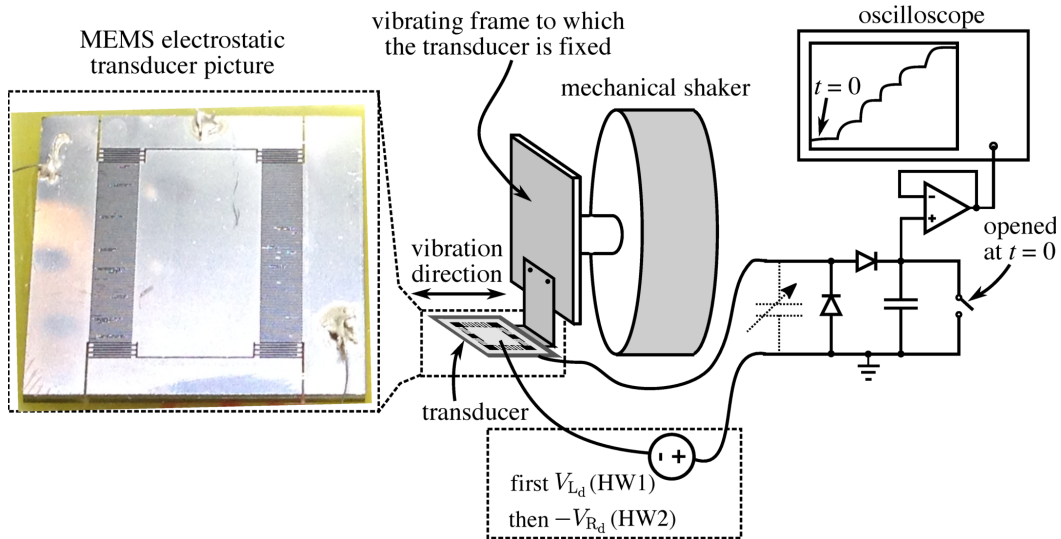 MEMS electrostatic
transducer picture
vibrating frame to which
the transducer is fixed
mechanical shaker
oscilloscope
t = 0
vibration
direction
transducer
opened
at t = 0
-
+
- +
first V_Ld (HW1)
then −V_Rd (HW2)